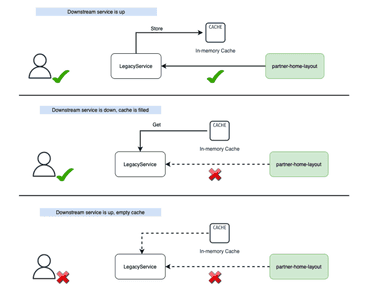 Downstream service is up
Store
CACHE
In-memory Cache
LegacyService
partner-home-layout
Downstream service is down, cache is filled
Get
CACHE
In-memory Cache
LegacyService
partner-home-layout
Downstream service is up, empty cache
CACHE
In-memory Cache
LegacyService
partner-home-layout